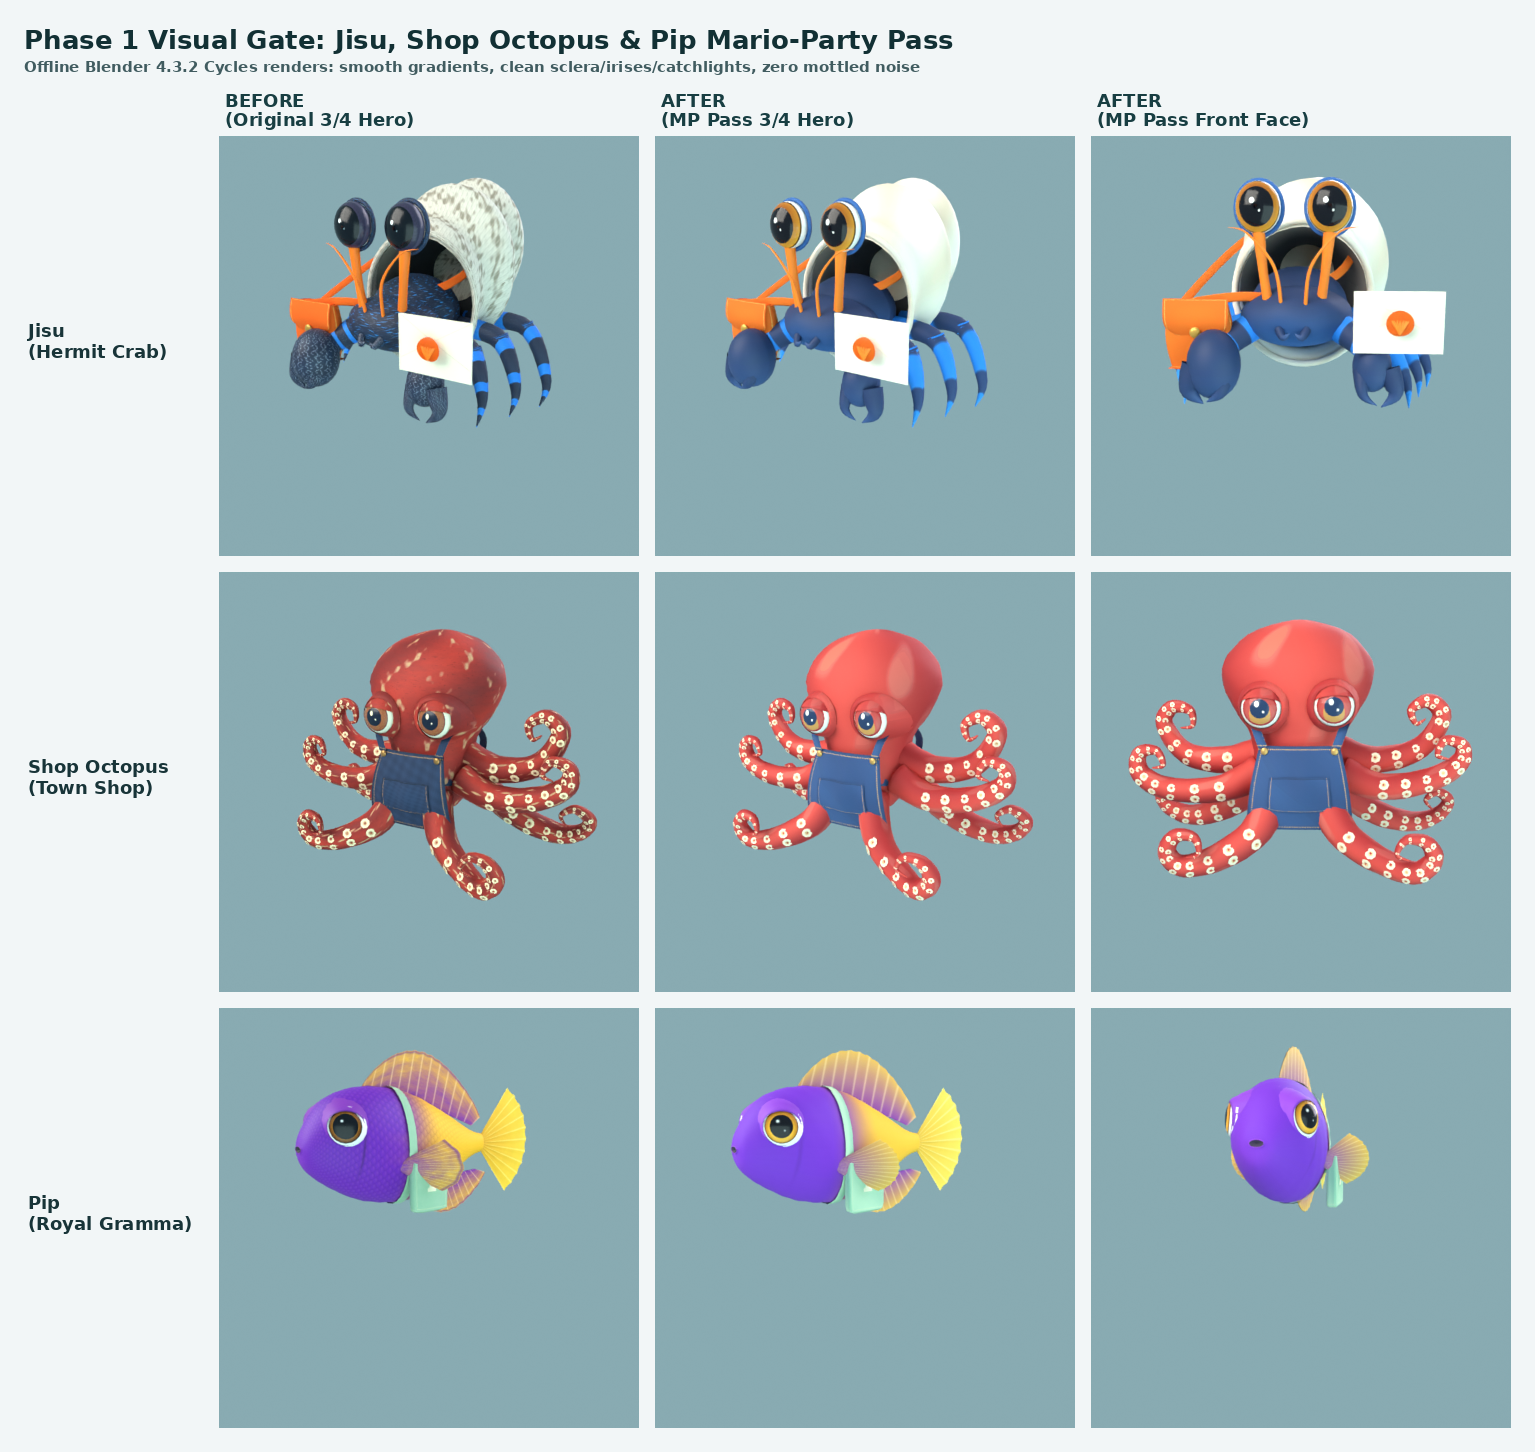 Phase 1 Visual Gate: Jisu, Shop Octopus & Pip Mario-Party Pass
Offline Blender 4.3.2 Cycles renders: smooth gradients, clean sclera/irises/catchlights, zero mottled noise
BEFORE
(Original 3/4 Hero)
AFTER
(MP Pass 3/4 Hero)
AFTER
(MP Pass Front Face)
Jisu
(Hermit Crab)
Shop Octopus
(Town Shop)
Pip
(Royal Gramma)